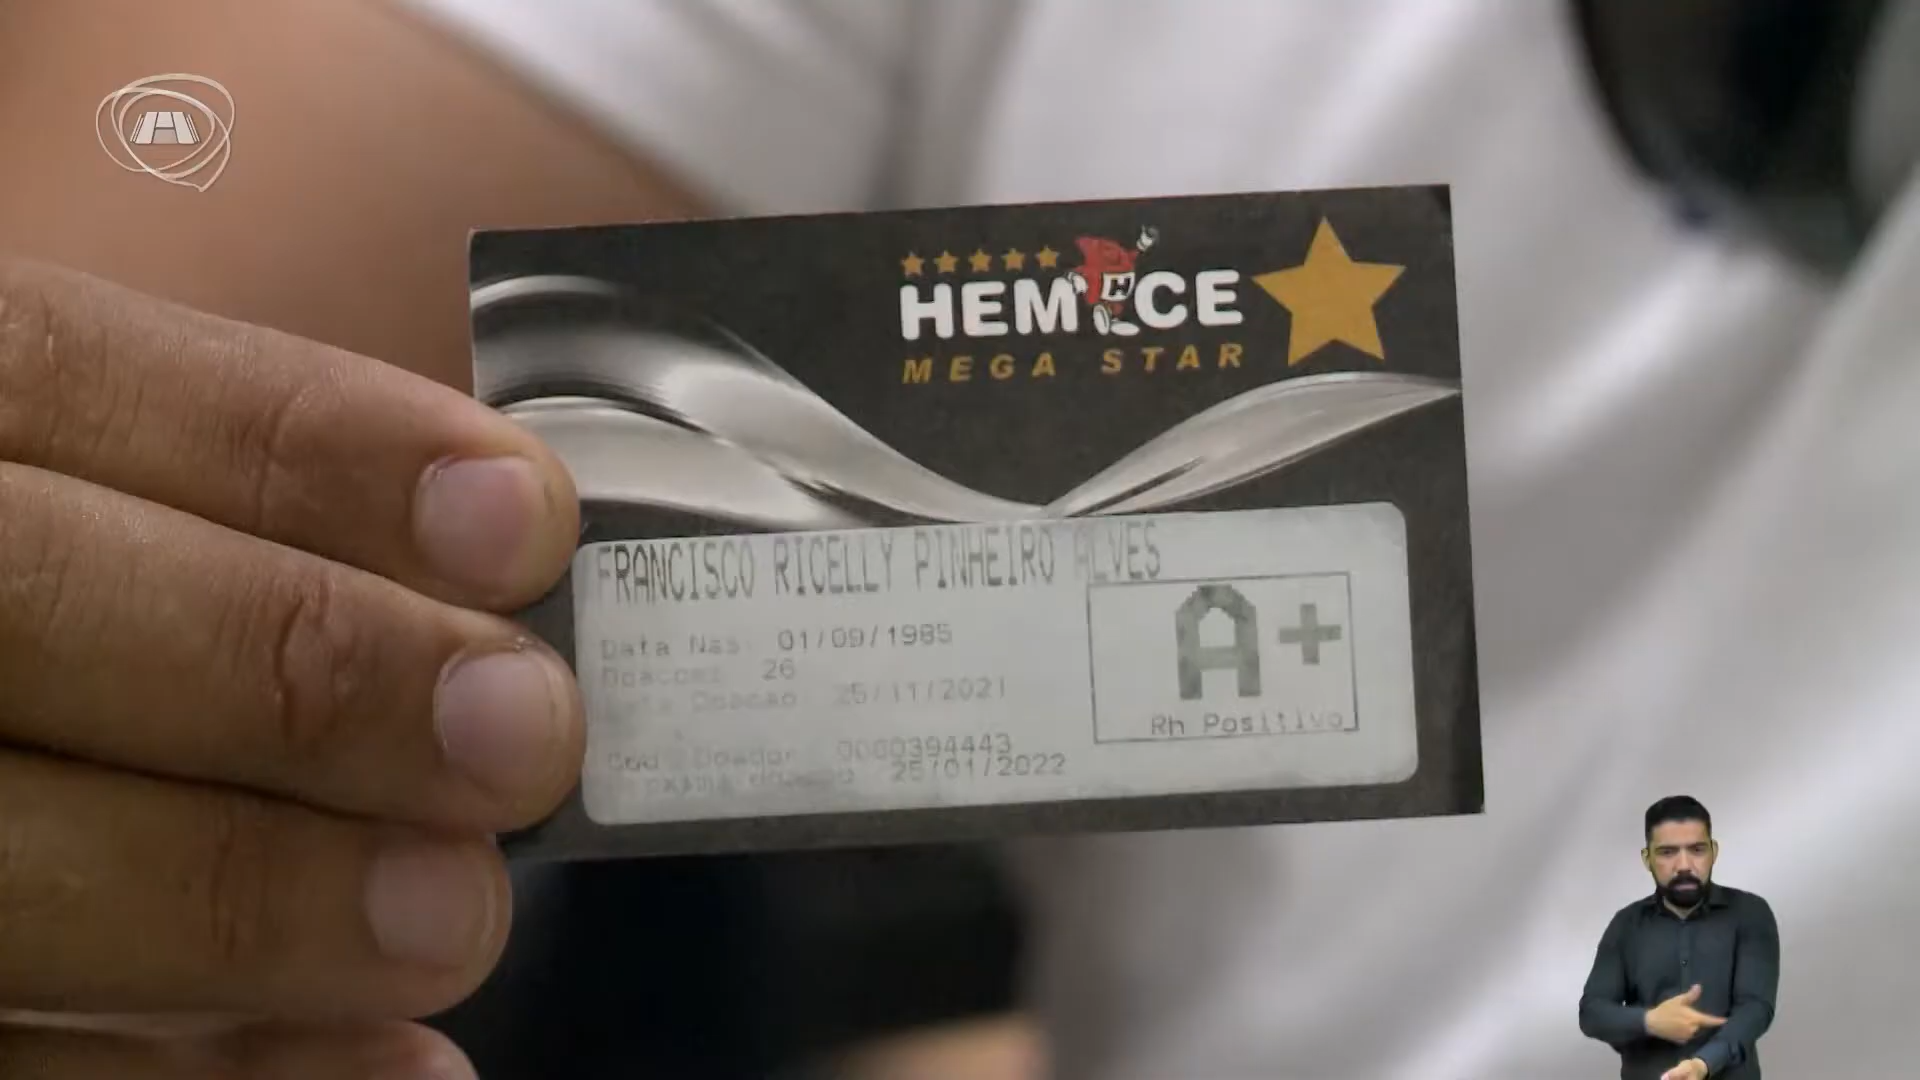 HEMOCE
MEGA STAR
FRANCISCO RICELLY PINHEIRO ALVES
A+
Data Nas: 01/09/1985
Doacoes 26
Doacao 25/11/2021
Rh Positivo
Cod Doador 0000394443
25/01/2022